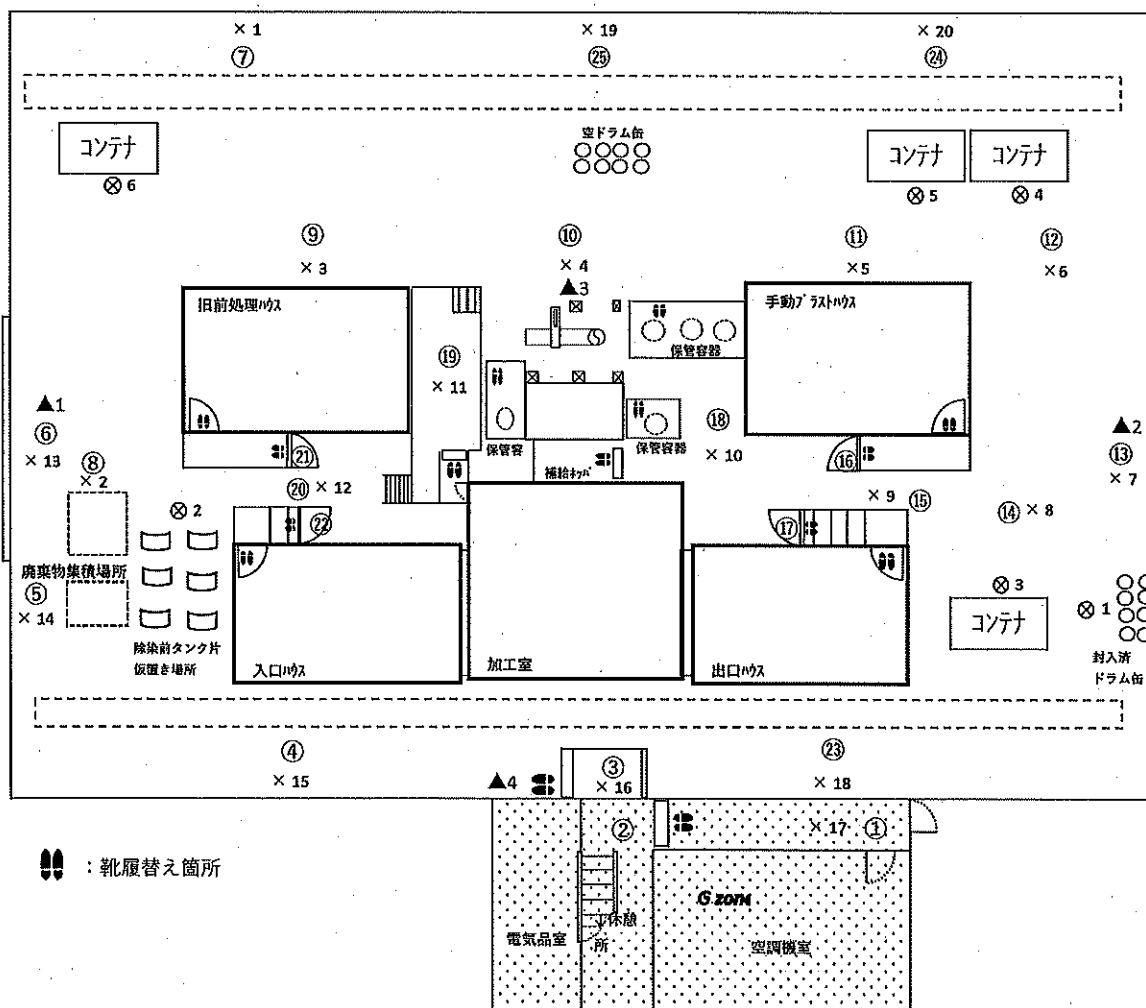 × 1
× 19
× 20
⑦
㉕
㉔
コンテナ
空ドラム缶
コンテナ
コンテナ
⊗ 6
⊗ 5
⊗ 4
⑨
⑩
⑪
⑫
× 3
× 4
× 5
× 6
▲3
旧前処理ハウス
手動ブラストハウス
保管容器
⑲
× 11
▲1
⑥
× 13
⑱
× 10
▲2
⑬
× 7
保管容
保管容器
補給ホッパ
㉑
⑯
⑧
× 2
⑳
× 12
× 9
⑮
⑭
× 8
⊗ 2
㉒
⑰
廃棄物集積場所
⑤
× 14
⊗ 3
⊗ 1
コンテナ
除染前タンク片
仮置き場所
入口ハウス
加工室
出口ハウス
封入済
ドラム缶
④
× 15
▲4
③
× 16
㉓
× 18
②
× 17
①
：靴履替え箇所
G zone
電気品室
休憩
所
空調機室